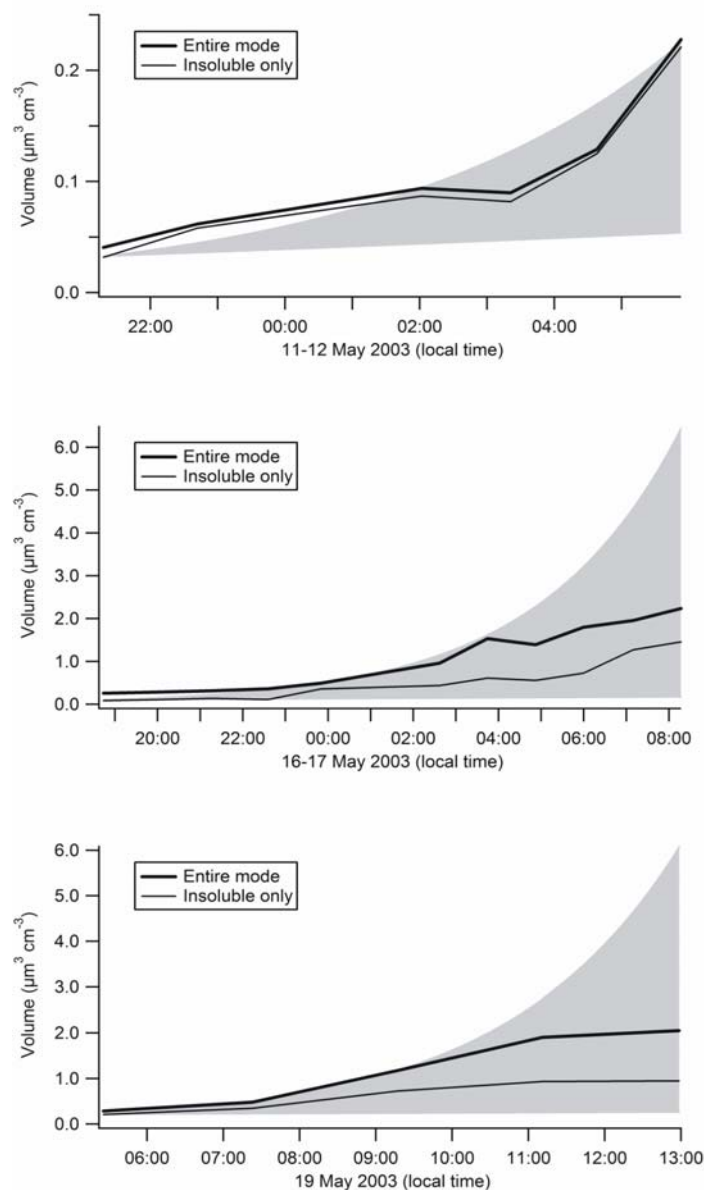 Entire mode
Insoluble only
0.2
0.1
0.0
Volume (µm³ cm⁻³)
22:00 00:00 02:00 04:00
11-12 May 2003 (local time)
Entire mode
Insoluble only
6.0
5.0
4.0
3.0
2.0
1.0
0.0
Volume (µm³ cm⁻³)
20:00 22:00 00:00 02:00 04:00 06:00 08:00
16-17 May 2003 (local time)
Entire mode
Insoluble only
6.0
5.0
4.0
3.0
2.0
1.0
0.0
Volume (µm³ cm⁻³)
06:00 07:00 08:00 09:00 10:00 11:00 12:00 13:00
19 May 2003 (local time)